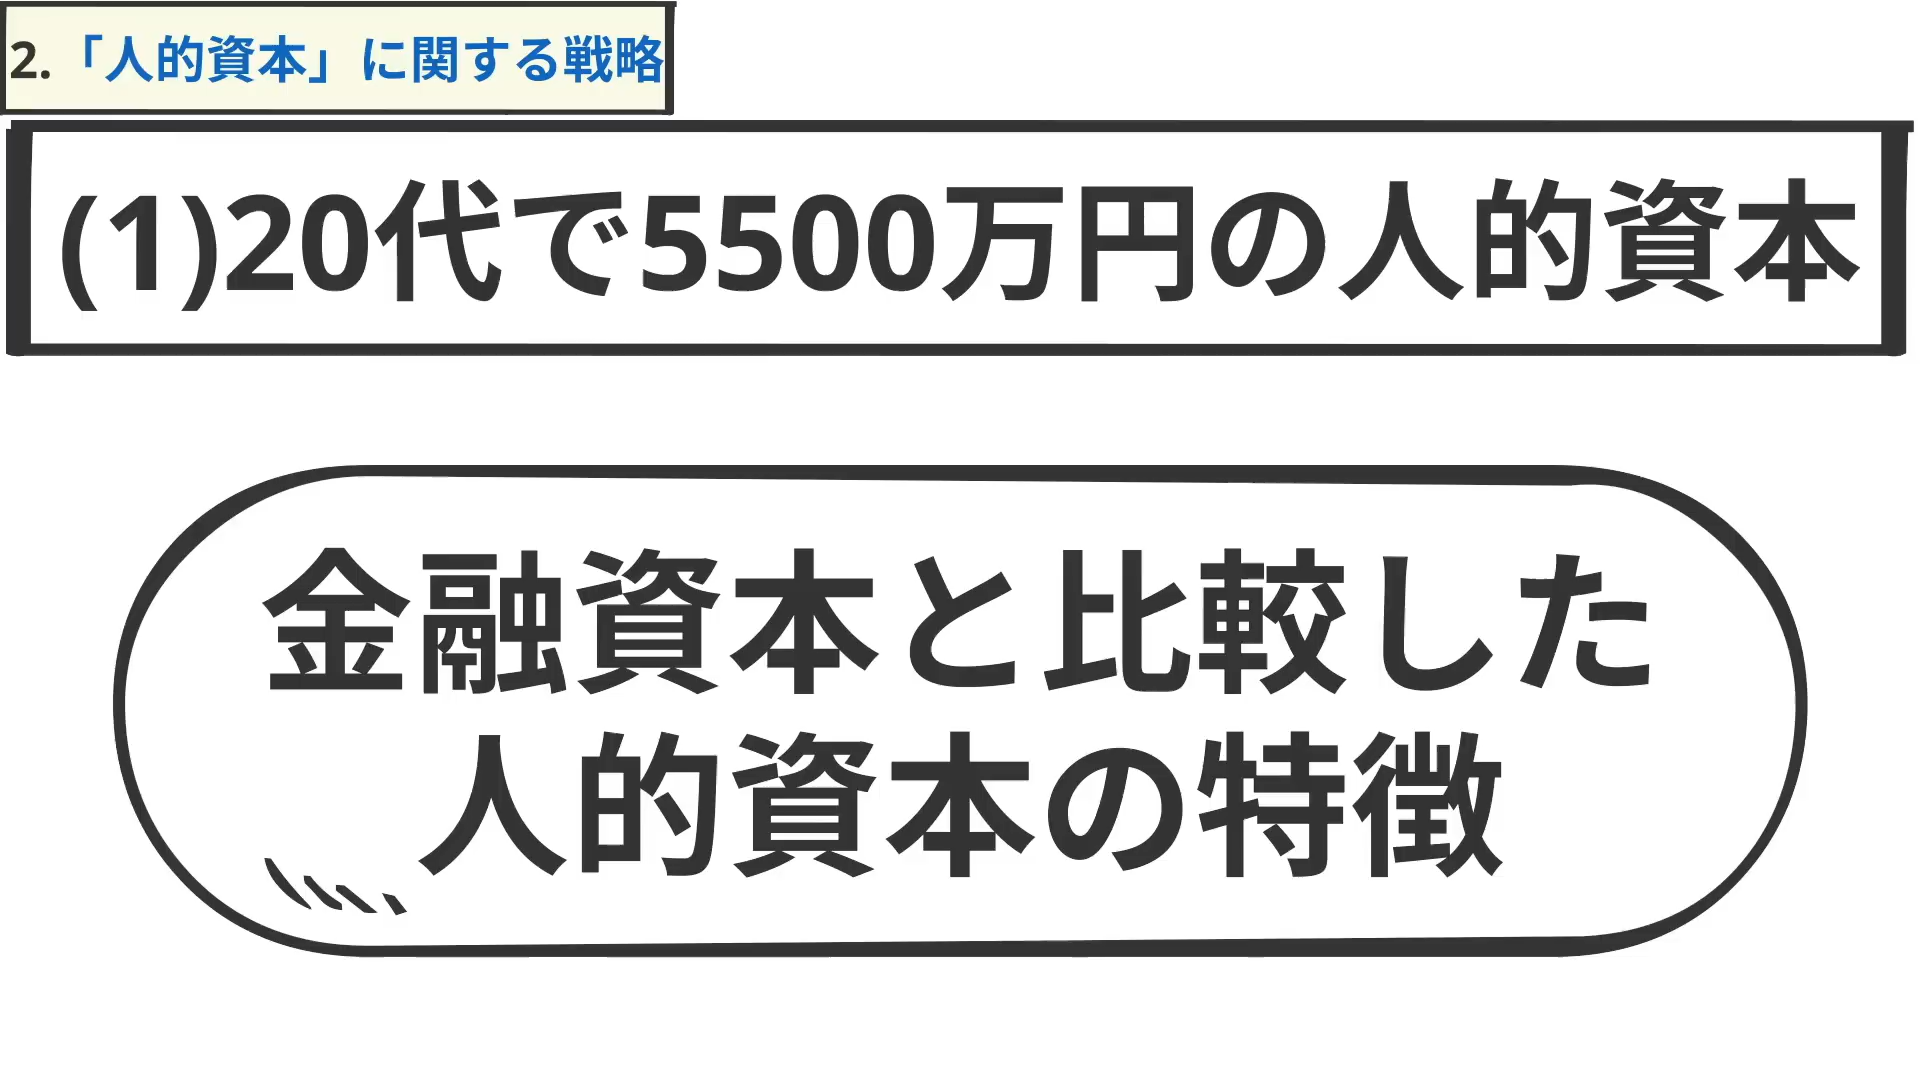 2.「人的資本」に関する戦略
(1)20代で5500万円の人的資本
金融資本と比較した
人的資本の特徴